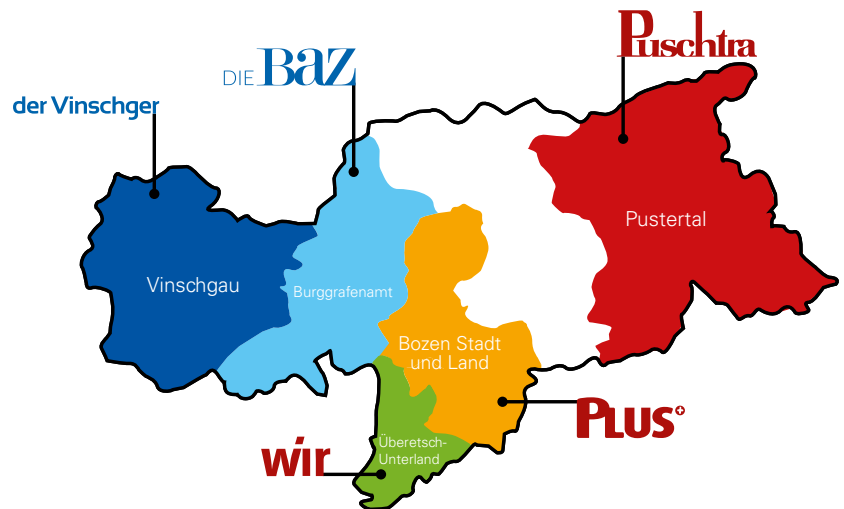 Puschtra
DIE BaZ
der Vinschger
Pustertal
Vinschgau
Burggrafenamt
Bozen Stadt
und Land
PLUS+
Überetsch-
Unterland
wir